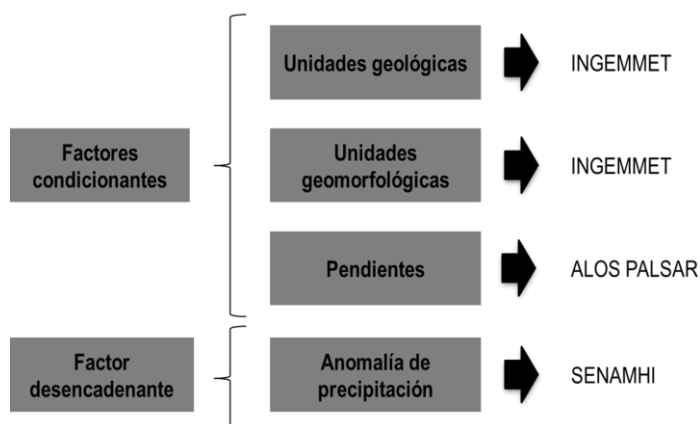 Unidades geológicas
INGEMMET
Factores
condicionantes
Unidades
geomorfológicas
INGEMMET
Pendientes
ALOS PALSAR
Factor
desencadenante
Anomalía de
precipitación
SENAMHI